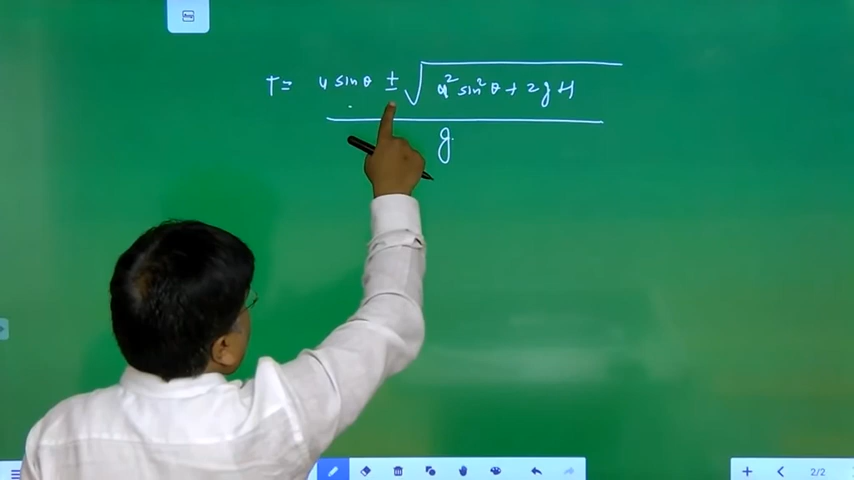 T = u sin θ ± √ u² sin² θ + 2gH
g
2/2